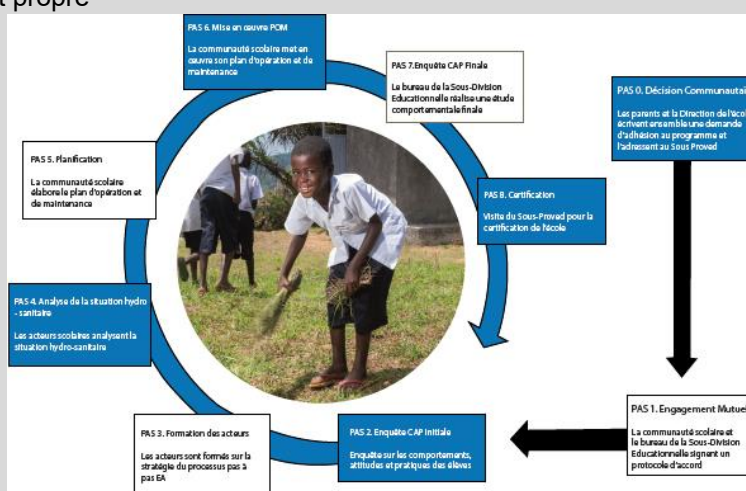 t propre
PAS 6. Mise en œuvre POM
La communauté scolaire met en
œuvre son plan d'opération et de
maintenance
PAS 7.Enquête CAP Finale
Le bureau de la Sous-Division
Educationnelle réalise une étude
comportementale finale
PAS 0. Décision Communautai
Les parents et la Direction de l'écol
écrivent ensemble une demande
d'adhésion au programme et
l'adressent au Sous Proved
PAS 5. Planification
La communauté scolaire
élabore le plan d'opération et
de maintenance
PAS 8. Certification
Visite du Sous-Proved pour la
certification de l'école
PAS 4. Analyse de la situation hydro
- sanitaire
Les acteurs scolaires analysent la
situation hydro-sanitaire
PAS 3. Formation des acteurs
Les acteurs sont formés sur la
stratégie du processus pas à
pas EA
PAS 2. Enquête CAP Initiale
Enquête sur les comportements,
attitudes et pratiques des élèves
PAS 1. Engagement Mutuel
La communauté scolaire et
le bureau de la Sous-Division
Educationnelle signent un
protocole d'accord